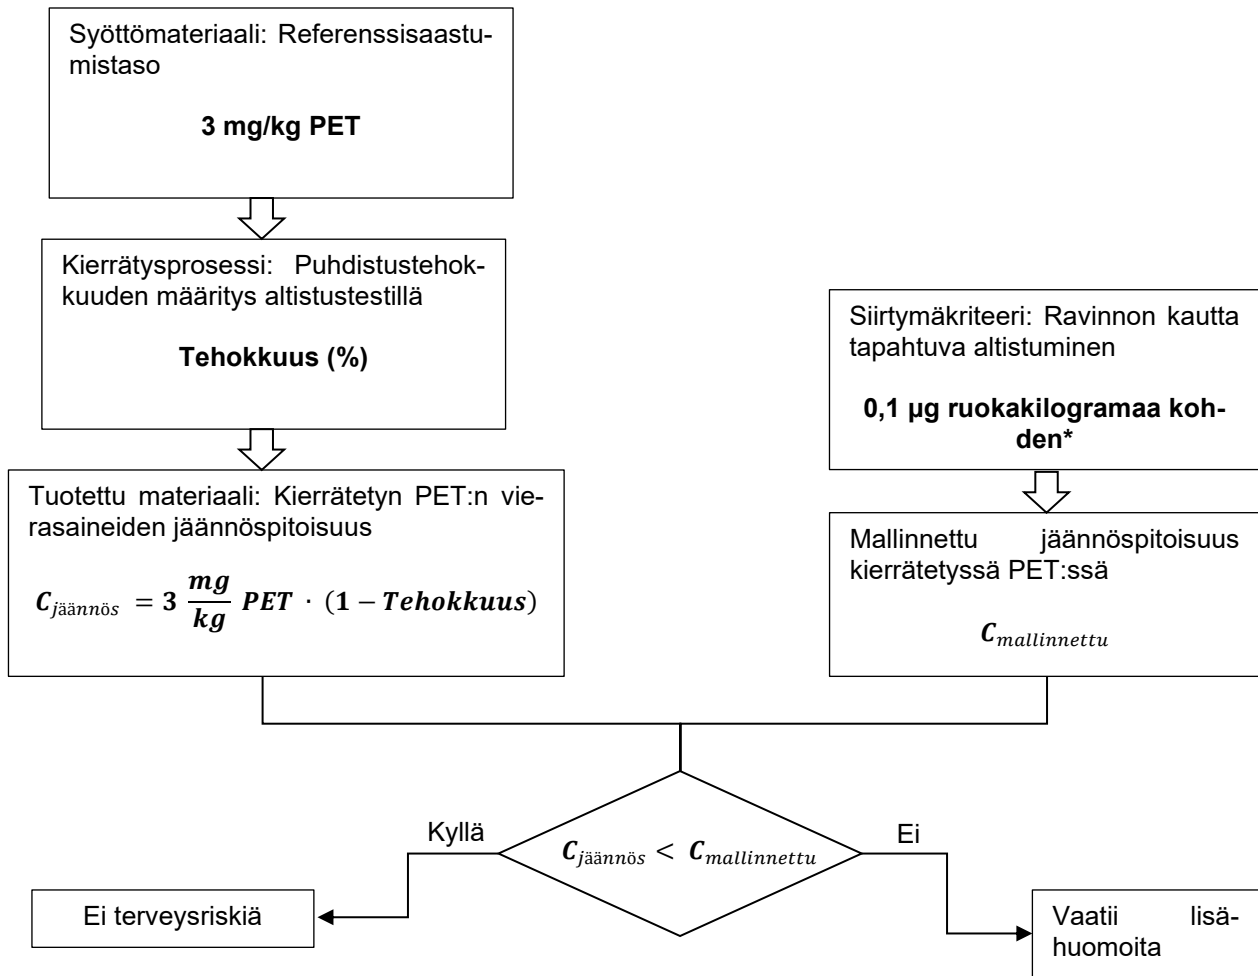 Syöttömateriaali: Referenssisaastu-
mistaso
3 mg/kg PET
Kierrätysprosessi: Puhdistustehok-
kuuden määritys altistustestillä
Tehokkuus (%)
Tuotettu materiaali: Kierrätetyn PET:n vie-
rasaineiden jäännöspitoisuus
C_jäännös = 3 mg/kg PET · (1 − Tehokkuus)
Siirtymäkriteeri: Ravinnon kautta
tapahtuva altistuminen
0,1 µg ruokakilogramaa koh-
den*
Mallinnettu jäännöspitoisuus
kierrätetyssä PET:ssä
C_mallinnettu
Kyllä
C_jäännös < C_mallinnettu
Ei
Ei terveysriskiä
Vaatii lisä-
huomoita